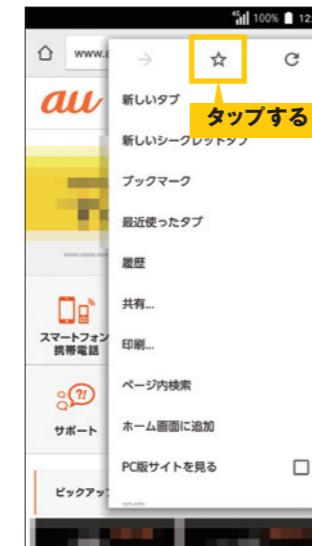 4G 100% 12:
www.a
au
新しいタブ
タップする
新しいシークレットタブ
ブックマーク
最近使ったタブ
履歴
共有...
スマートフォン
携帯電話
印刷...
ページ内検索
?!
サポート
ホーム画面に追加
PC版サイトを見る
ピックアップ